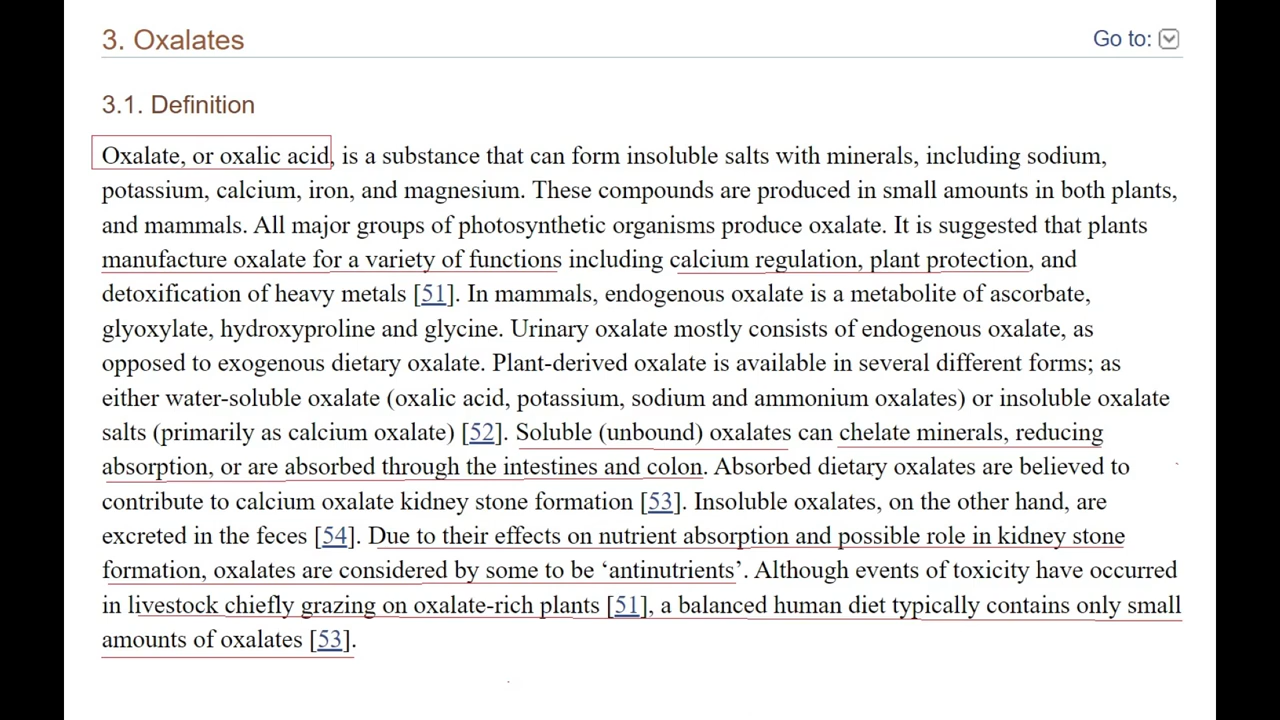 3. Oxalates
Go to:
3.1. Definition
Oxalate, or oxalic acid, is a substance that can form insoluble salts with minerals, including sodium,
potassium, calcium, iron, and magnesium. These compounds are produced in small amounts in both plants,
and mammals. All major groups of photosynthetic organisms produce oxalate. It is suggested that plants
manufacture oxalate for a variety of functions including calcium regulation, plant protection, and
detoxification of heavy metals [51]. In mammals, endogenous oxalate is a metabolite of ascorbate,
glyoxylate, hydroxyproline and glycine. Urinary oxalate mostly consists of endogenous oxalate, as
opposed to exogenous dietary oxalate. Plant-derived oxalate is available in several different forms; as
either water-soluble oxalate (oxalic acid, potassium, sodium and ammonium oxalates) or insoluble oxalate
salts (primarily as calcium oxalate) [52]. Soluble (unbound) oxalates can chelate minerals, reducing
absorption, or are absorbed through the intestines and colon. Absorbed dietary oxalates are believed to
contribute to calcium oxalate kidney stone formation [53]. Insoluble oxalates, on the other hand, are
excreted in the feces [54]. Due to their effects on nutrient absorption and possible role in kidney stone
formation, oxalates are considered by some to be ‘antinutrients’. Although events of toxicity have occurred
in livestock chiefly grazing on oxalate-rich plants [51], a balanced human diet typically contains only small
amounts of oxalates [53].